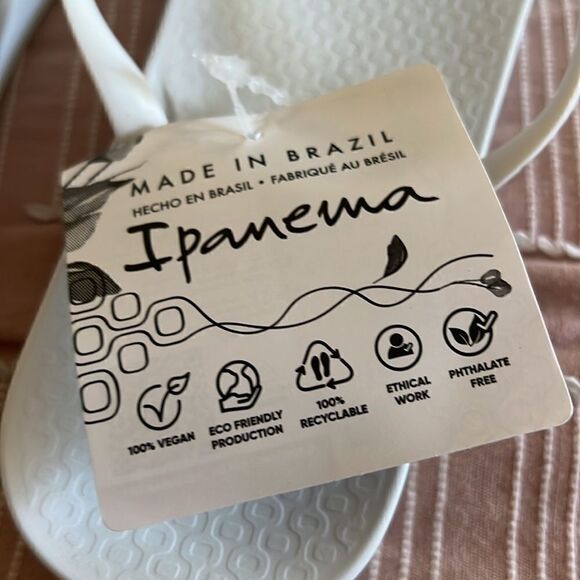 MADE IN BRAZIL
HECHO EN BRASIL • FABRIQUÉ AU BRÉSIL
Ipanema
100% VEGAN
ECO FRIENDLY
PRODUCTION
100%
RECYCLABLE
ETHICAL
WORK
PHTHALATE
FREE